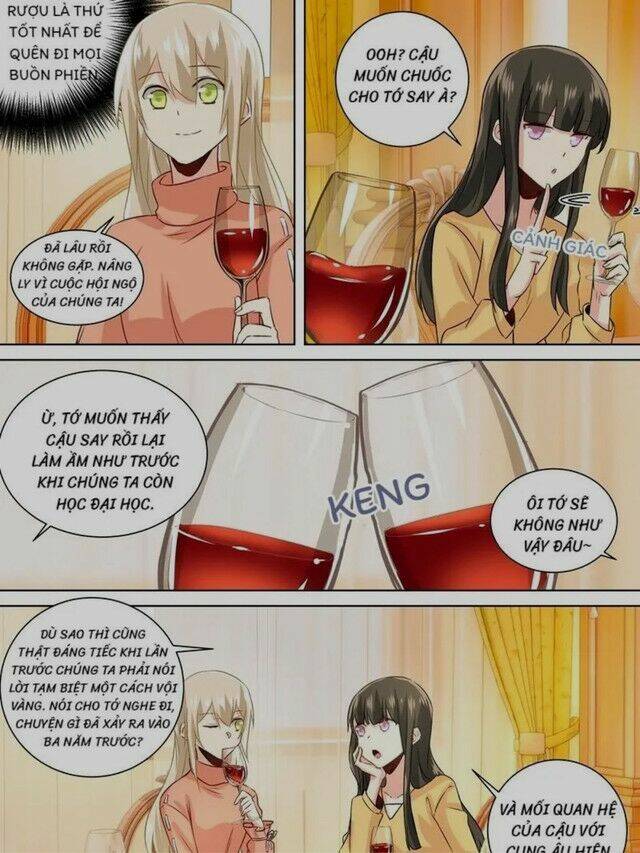 RƯỢU LÀ THỨ
TỐT NHẤT ĐỂ
QUÊN ĐI MỌI
BUỒN PHIỀN
ĐÃ LÂU RỒI
KHÔNG GẶP. NÂNG
LY VÌ CUỘC HỘI NGỘ
CỦA CHÚNG TA!
OOH? CẬU
MUỐN CHUỐC
CHO TỚ SAY À?
CẢNH GIÁC
Ừ, TỚ MUỐN THẤY
CẬU SAY RỒI LẠI
LÀM ẦM NHƯ TRƯỚC
KHI CHÚNG TA CÒN
HỌC ĐẠI HỌC.
KENG
ÔI TỚ SẼ
KHÔNG NHƯ
VẬY ĐÂU~
DÙ SAO THÌ CŨNG
THẬT ĐÁNG TIẾC KHI LẦN
TRƯỚC CHÚNG TA PHẢI NÓI
LỜI TẠM BIỆT MỘT CÁCH VỘI
VÀNG. NÓI CHO TỚ NGHE ĐI,
CHUYỆN GÌ ĐÃ XẢY RA VÀO
BA NĂM TRƯỚC?
VÀ MỐI QUAN HỆ
CỦA CẬU VỚI
CUNG ÂU HIỆN